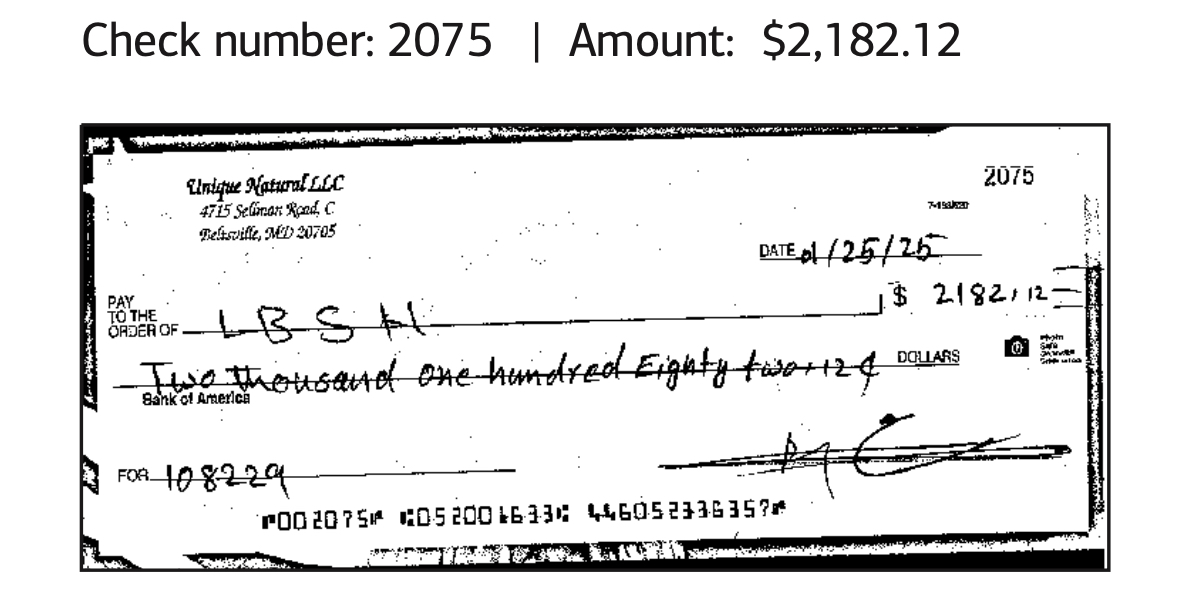 Check number: 2075 | Amount: $2,182.12
Unique Natural LLC
2075
4715 Sellman Road, C
Beltsville, MD 20705
DATE 01/25/25
PAY
TO THE
ORDER OF LBSH
$ 2182.12
Two thousand one hundred Eighty two + 12 ¢ DOLLARS
Photo
Safe
Bank of America
FOR 108229
⑈002075⑈ ⑆052001633⑆ 446052336357⑈